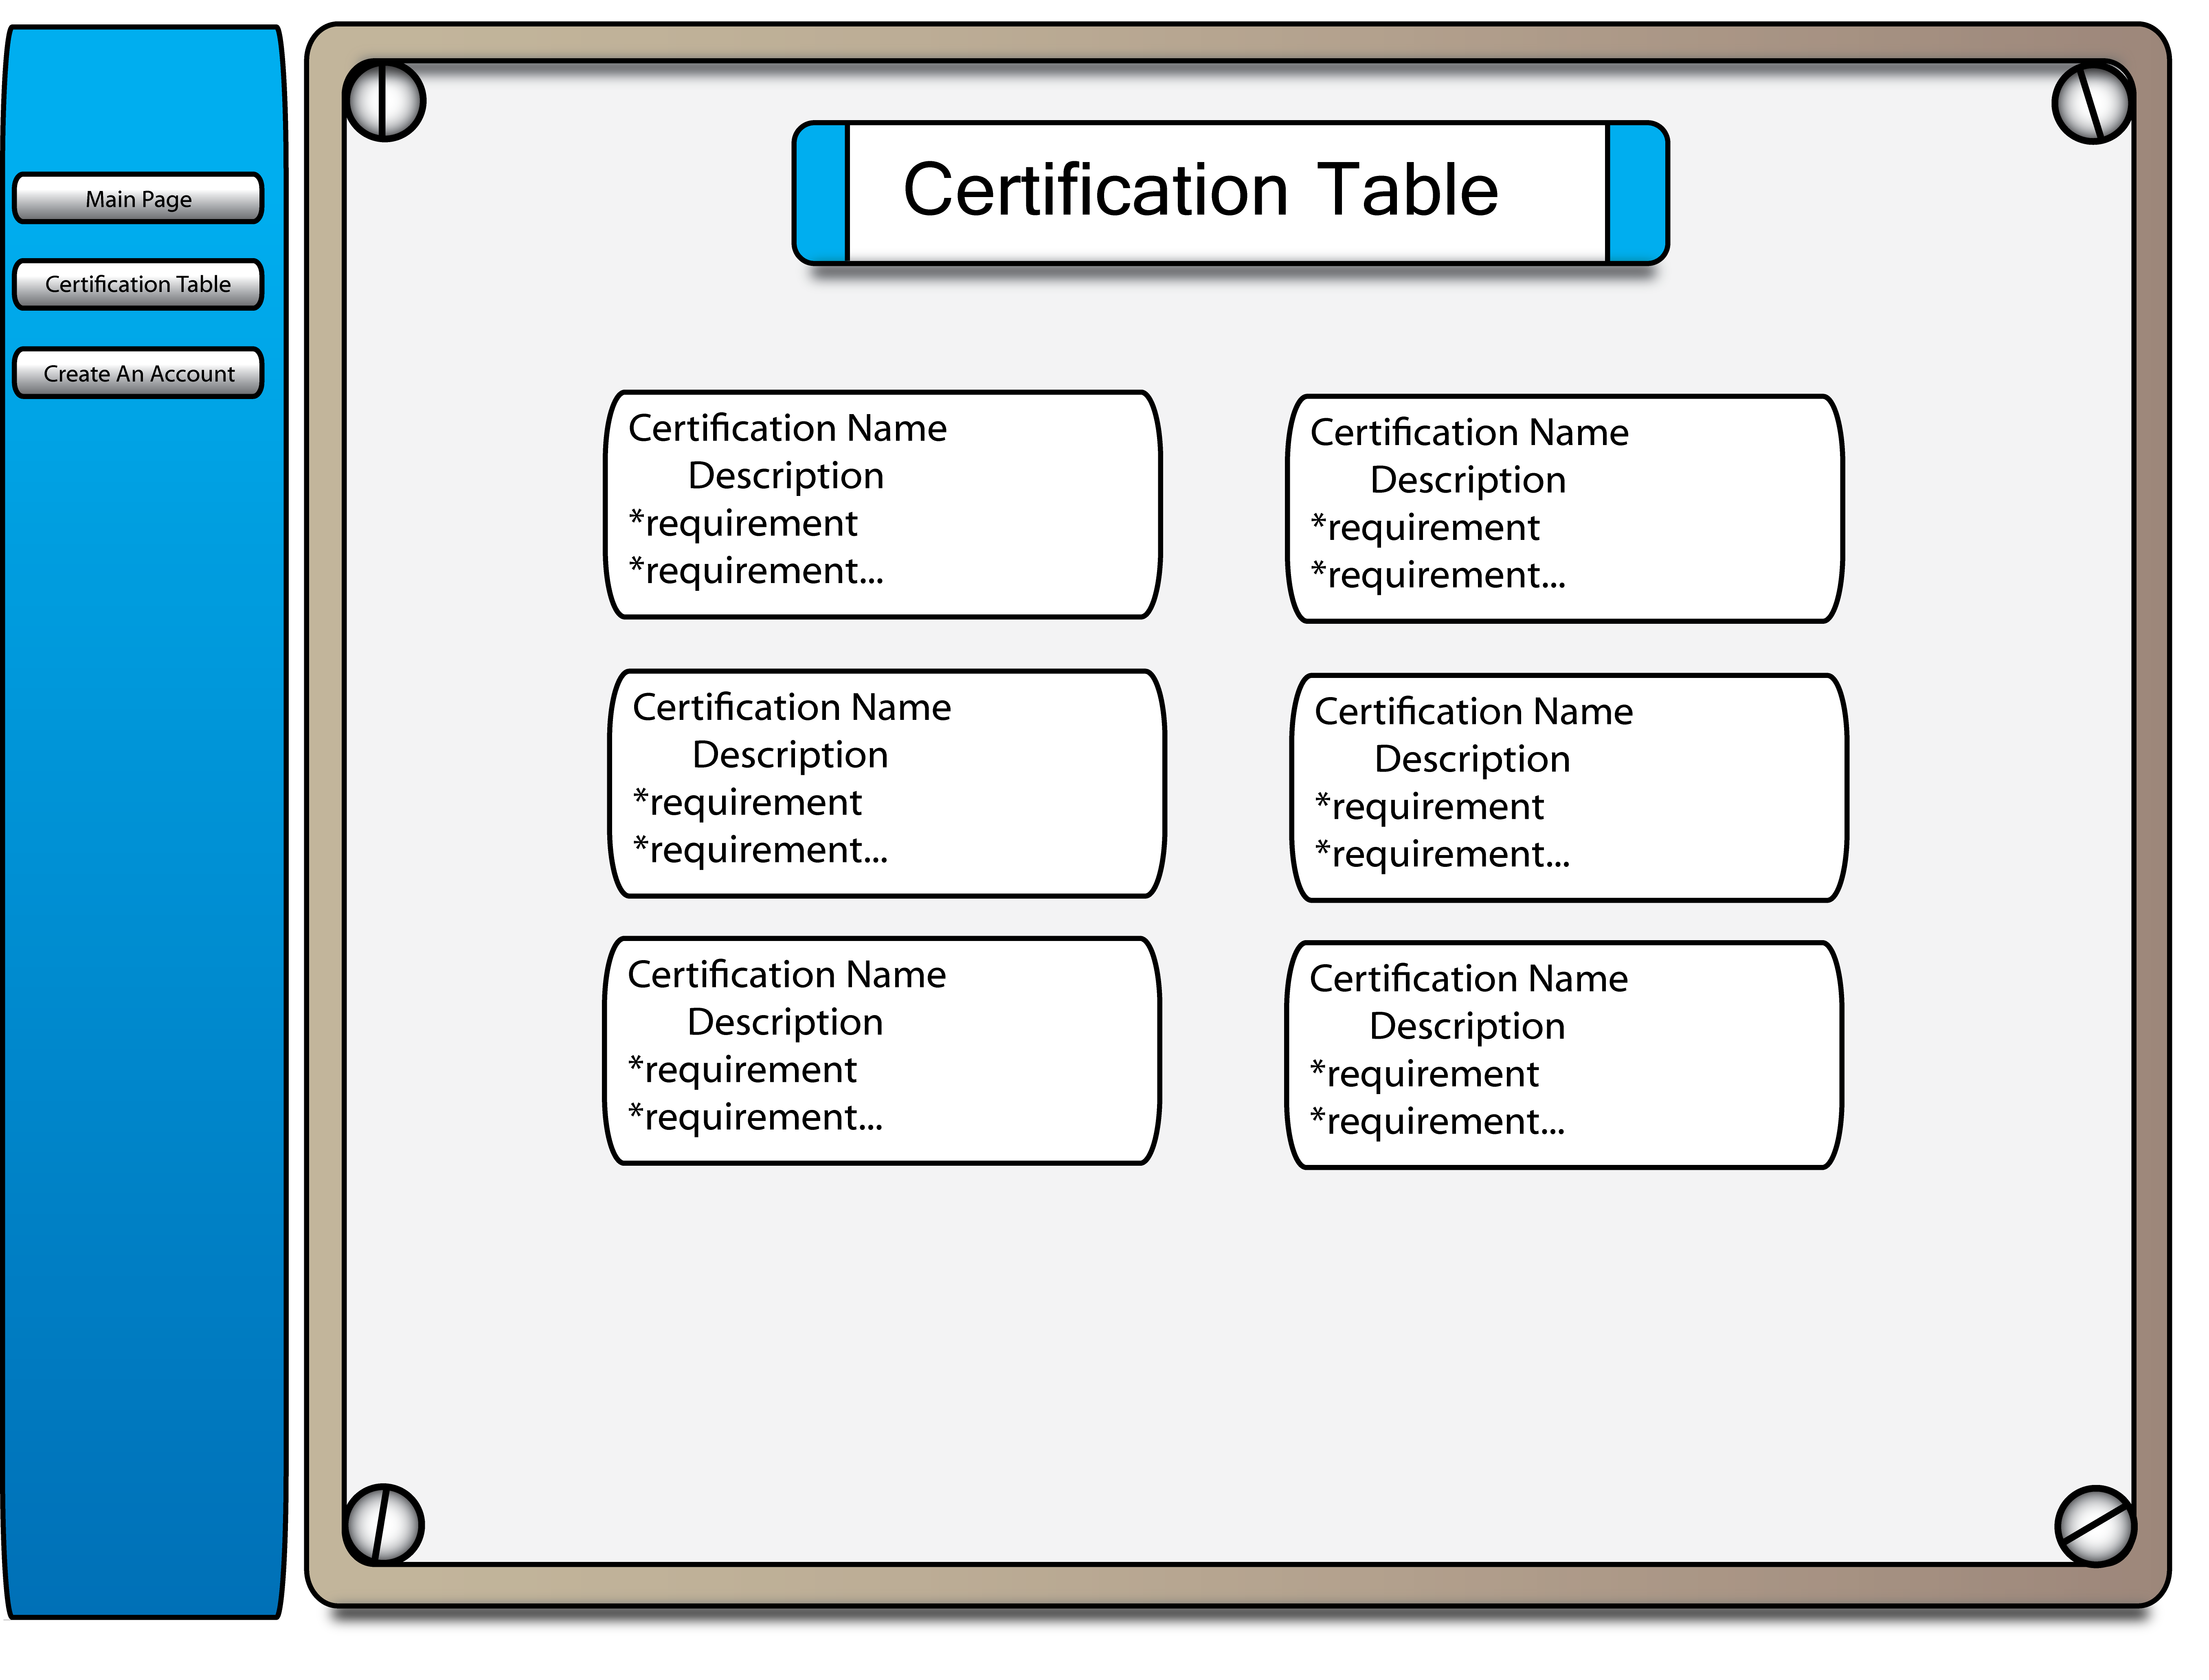 Main Page
Certification Table
Create An Account
Certification Table
Certification Name
Description
*requirement
*requirement...
Certification Name
Description
*requirement
*requirement...
Certification Name
Description
*requirement
*requirement...
Certification Name
Description
*requirement
*requirement...
Certification Name
Description
*requirement
*requirement...
Certification Name
Description
*requirement
*requirement...